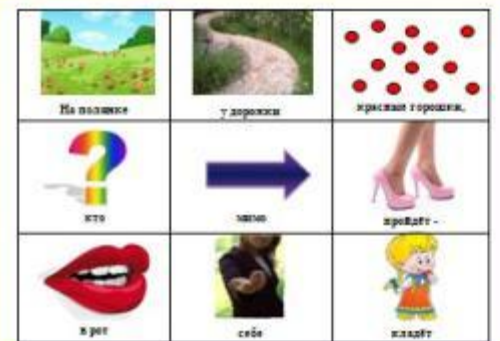 На полянке
у дорожки
красные горошки,
кто
мимо
пройдёт -
в рот
себе
кладёт